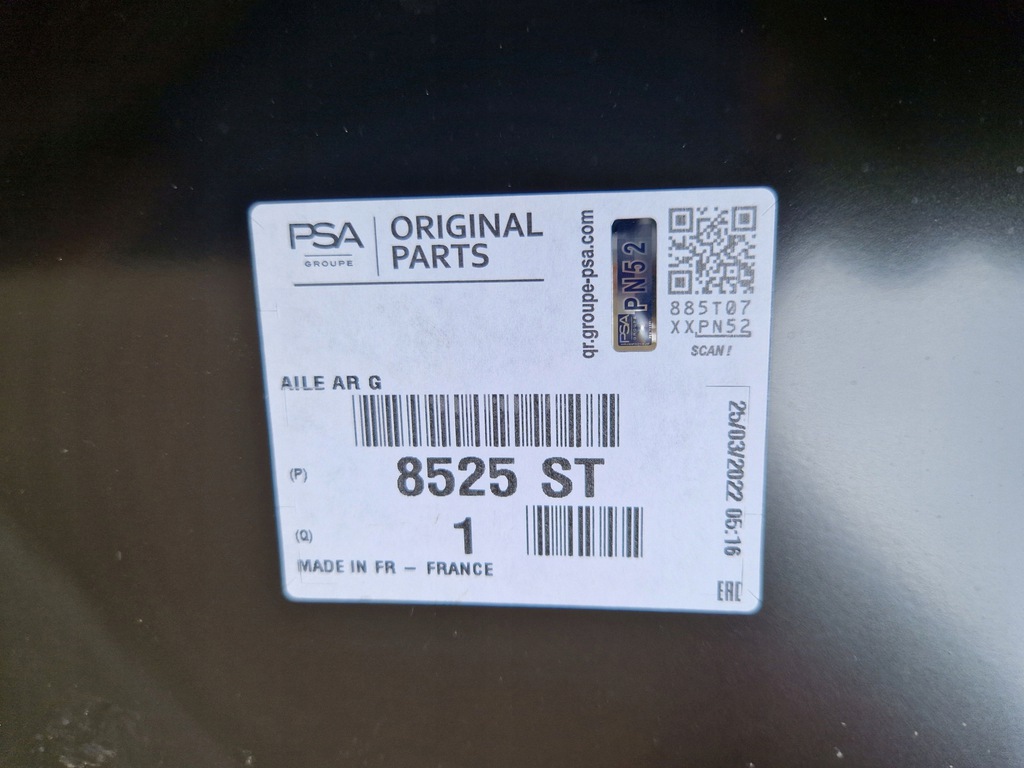 PSA
GROUPE
ORIGINAL
PARTS
qr.groupe-psa.com
PSA PN52
885T07
XXPN52
SCAN!
AILE AR G
(P)
8525 ST
(Q)
1
MADE IN FR – FRANCE
25/03/2022 05:16
EAC